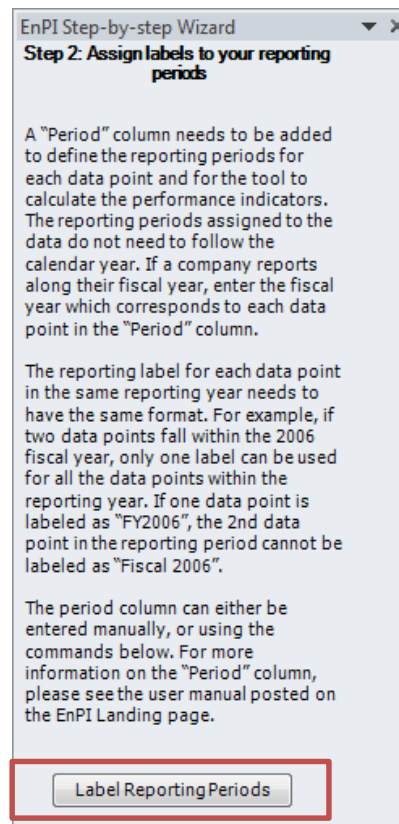 EnPI Step-by-step Wizard
Step 2: Assign labels to your reporting
periods
A “Period” column needs to be added
to define the reporting periods for
each data point and for the tool to
calculate the performance indicators.
The reporting periods assigned to the
data do not need to follow the
calendar year. If a company reports
along their fiscal year, enter the fiscal
year which corresponds to each data
point in the “Period” column.
The reporting label for each data point
in the same reporting year needs to
have the same format. For example, if
two data points fall within the 2006
fiscal year, only one label can be used
for all the data points within the
reporting year. If one data point is
labeled as “FY2006”, the 2nd data
point in the reporting period cannot be
labeled as “Fiscal 2006”.
The period column can either be
entered manually, or using the
commands below. For more
information on the “Period” column,
please see the user manual posted on
the EnPI Landing page.
Label Reporting Periods